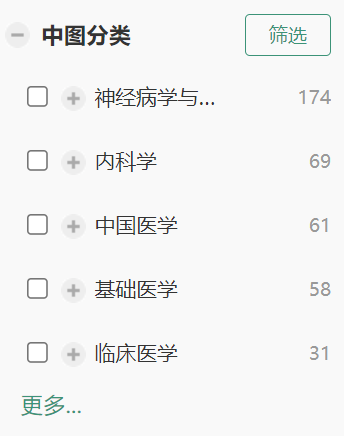 中图分类 筛选
神经病学与... 174
内科学 69
中国医学 61
基础医学 58
临床医学 31
更多...